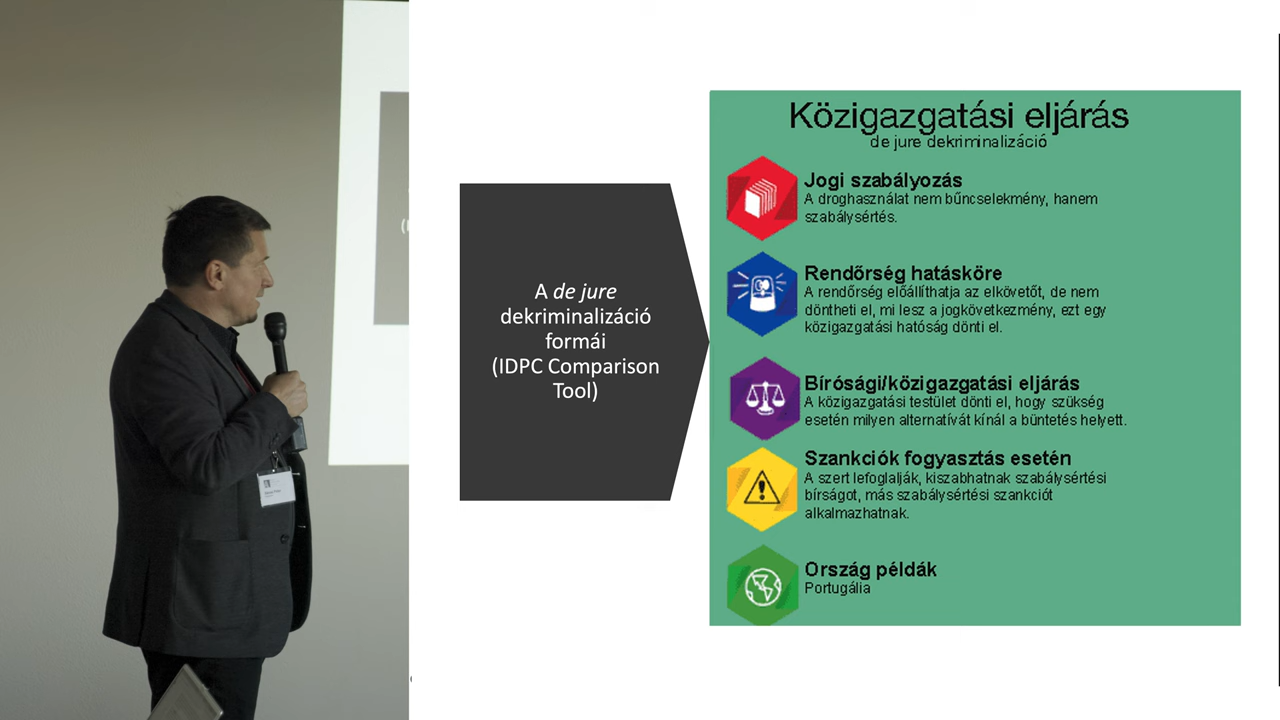 A de jure
dekriminalizáció
formái
(IDPC Comparison
Tool)
Közigazgatási eljárás
de jure dekriminalizáció
Jogi szabályozás
A droghasználat nem bűncselekmény, hanem
szabálysértés.
Rendőrség hatásköre
A rendőrség előállíthatja az elkövetőt, de nem
döntheti el, mi lesz a jogkövetkezmény, ezt egy
közigazgatási hatóság dönti el.
Bírósági/közigazgatási eljárás
A közigazgatási testület dönti el, hogy szükség
esetén milyen alternatívát kínál a büntetés helyett.
Szankciók fogyasztás esetén
A szert lefoglalják, kiszabhatnak szabálysértési
bírságot, más szabálysértési szankciót
alkalmazhatnak.
Ország példák
Portugália